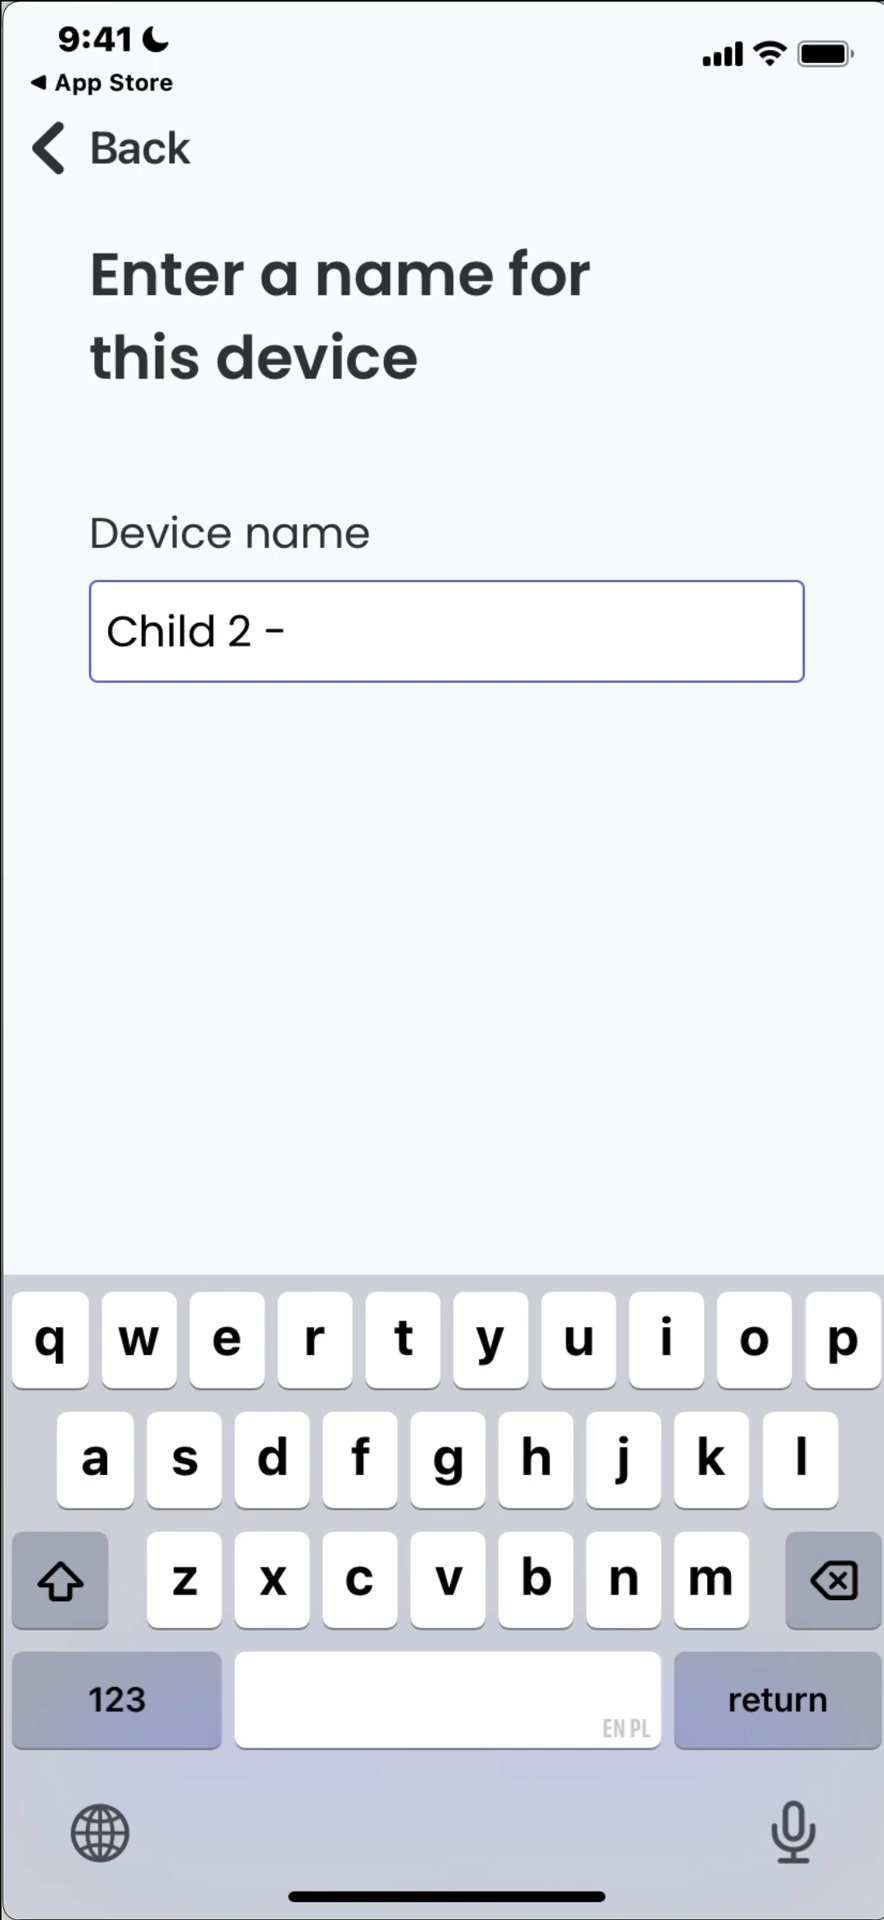 9:41
App Store
Back
Enter a name for
this device
Device name
Child 2 -
q w e r t y u i o p
a s d f g h j k l
z x c v b n m
123
EN PL
return